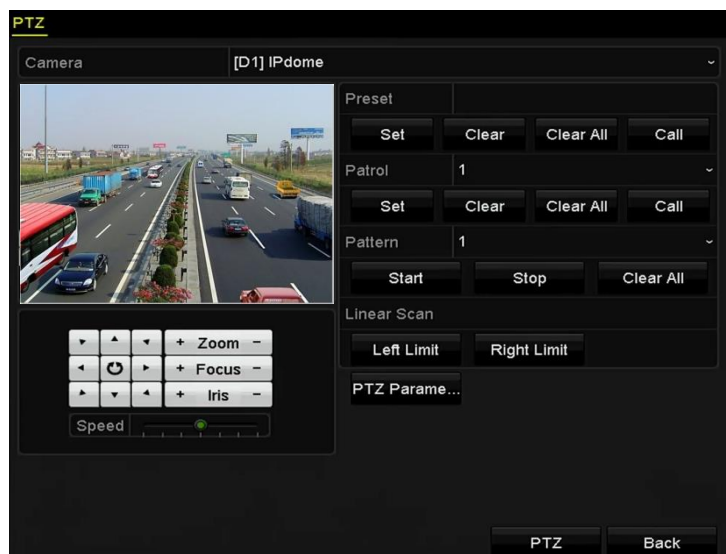 PTZ
Camera [D1] IPdome
Preset
Set Clear Clear All Call
Patrol 1
Set Clear Clear All Call
Pattern 1
Start Stop Clear All
Linear Scan
Left Limit Right Limit
PTZ Parame...
+ Zoom -
+ Focus -
+ Iris -
Speed
PTZ Back